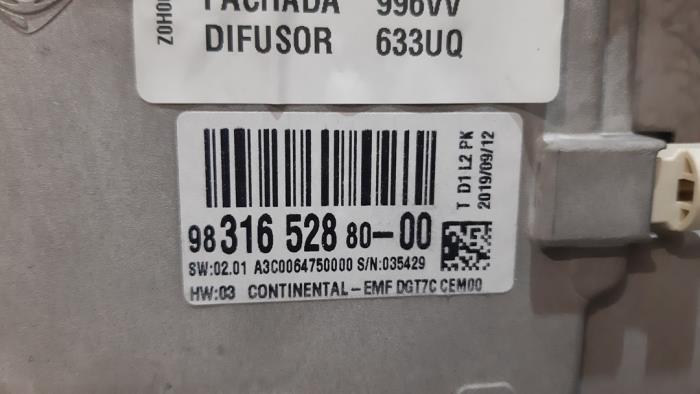 FACHADA 996VV
DIFUSOR 633UQ
98 316 528 80-00
SW:02.01 A3C0064750000 S/N:035429
HW:03 CONTINENTAL-EMF DGT7C CEM00
T D1 L2 PK
2019/09/12